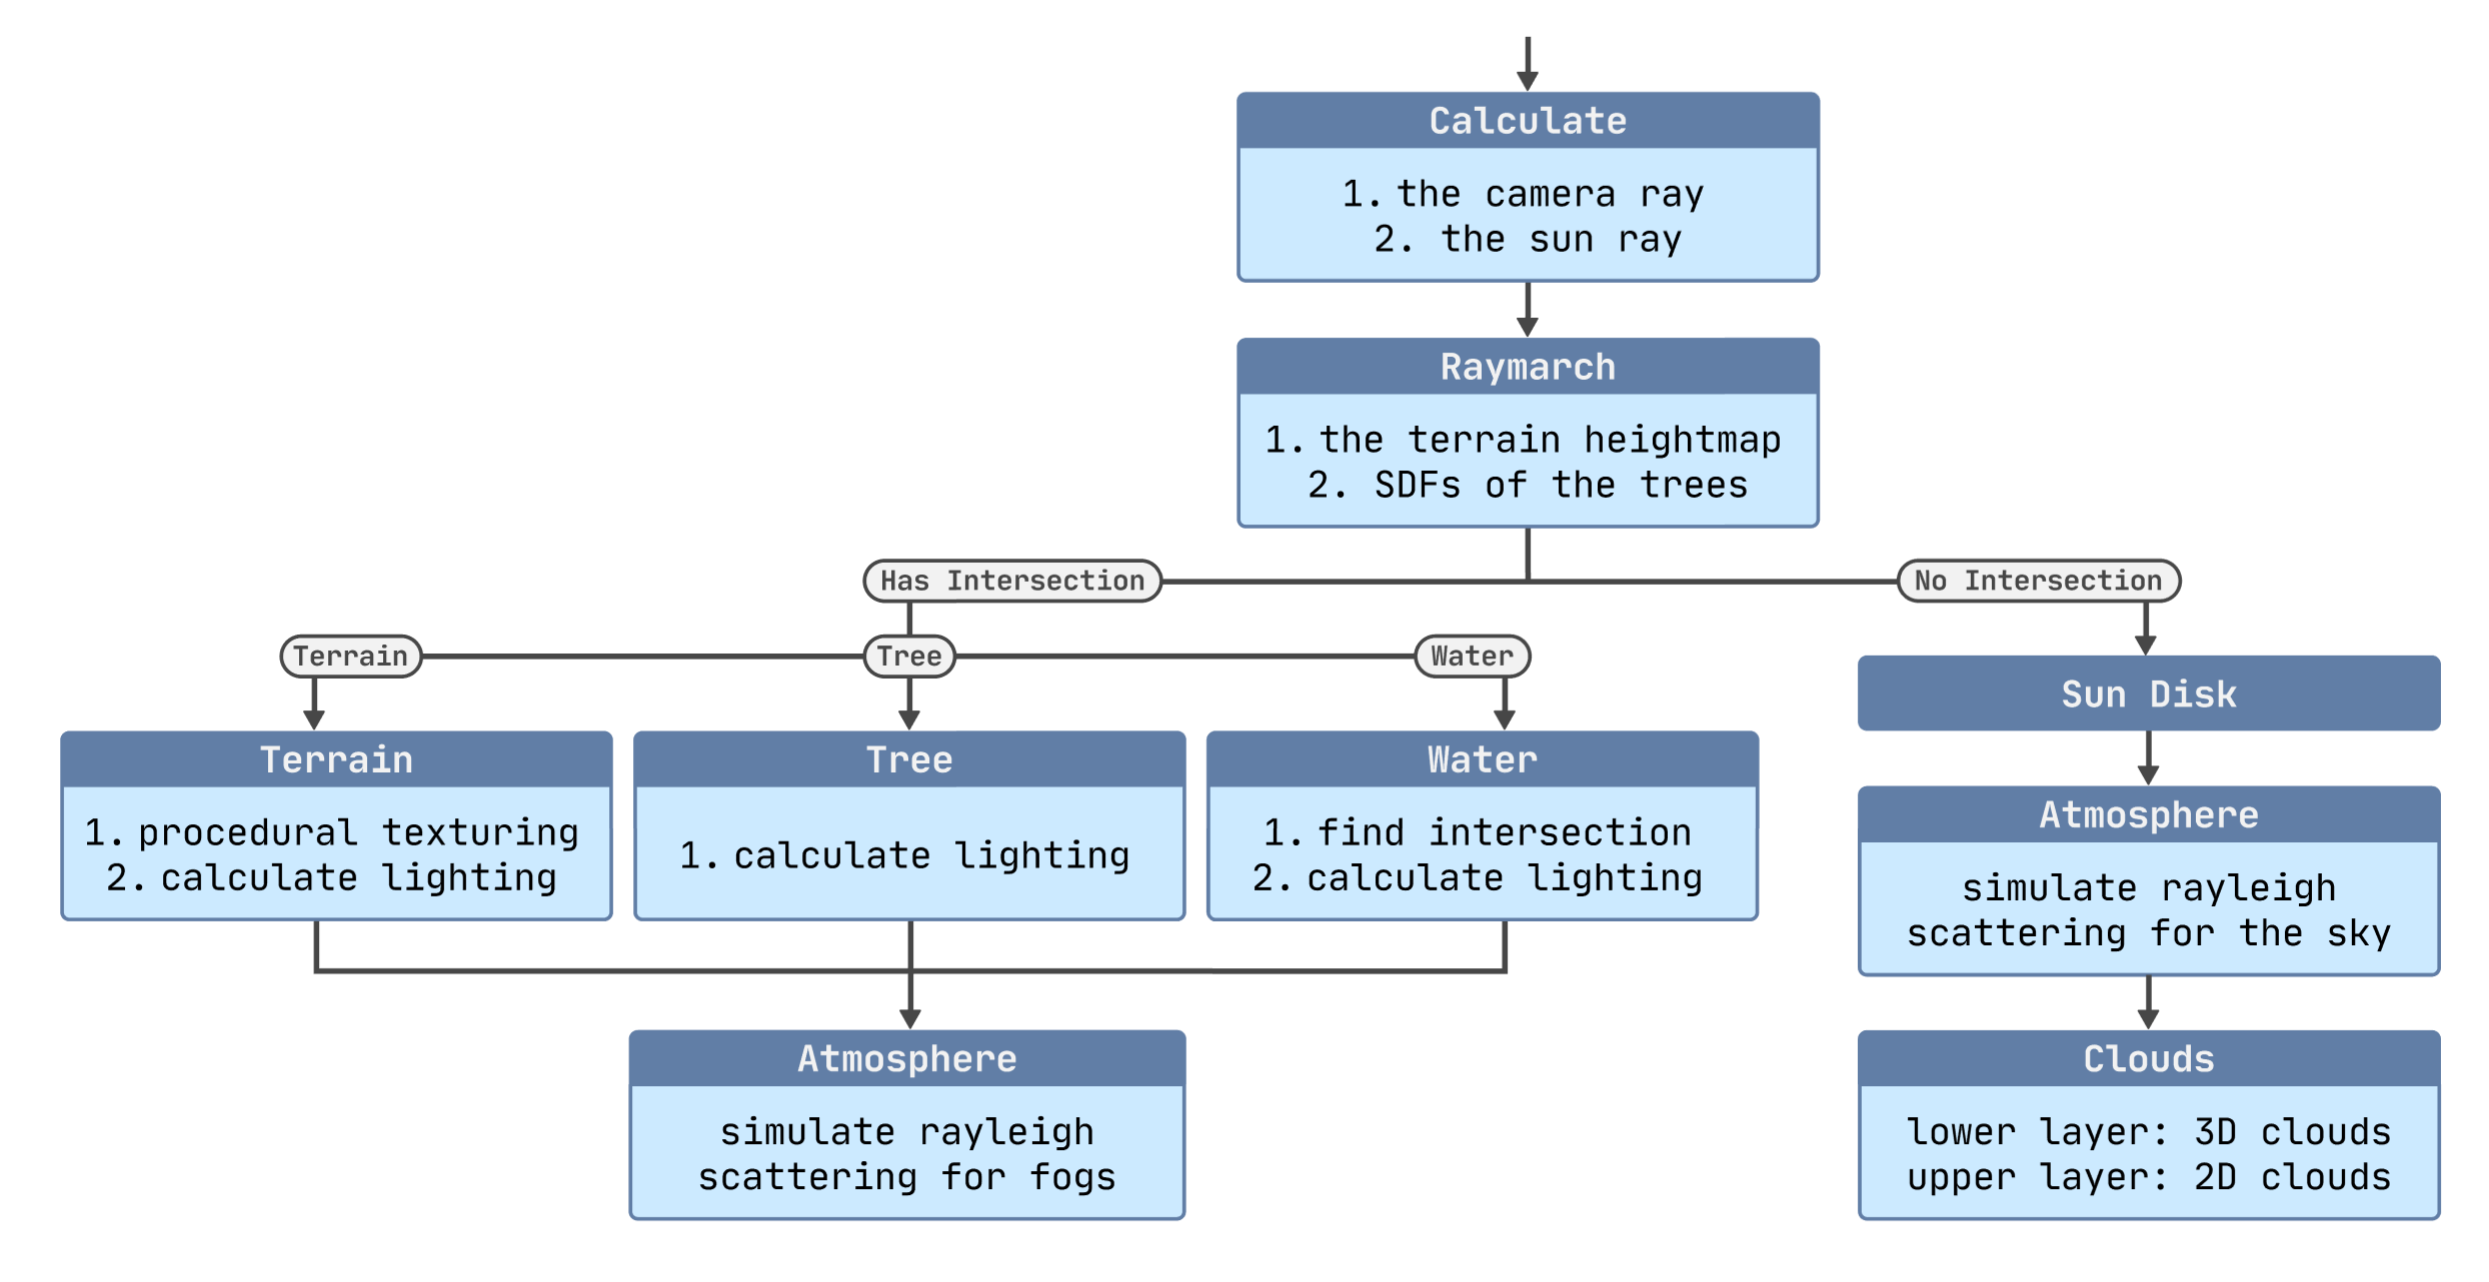 Calculate
1. the camera ray
2. the sun ray
Raymarch
1. the terrain heightmap
2. SDFs of the trees
Has Intersection
No Intersection
Terrain
Tree
Water
Sun Disk
Terrain
1. procedural texturing
2. calculate lighting
Tree
1. calculate lighting
Water
1. find intersection
2. calculate lighting
Atmosphere
simulate rayleigh
scattering for the sky
Atmosphere
simulate rayleigh
scattering for fogs
Clouds
lower layer: 3D clouds
upper layer: 2D clouds